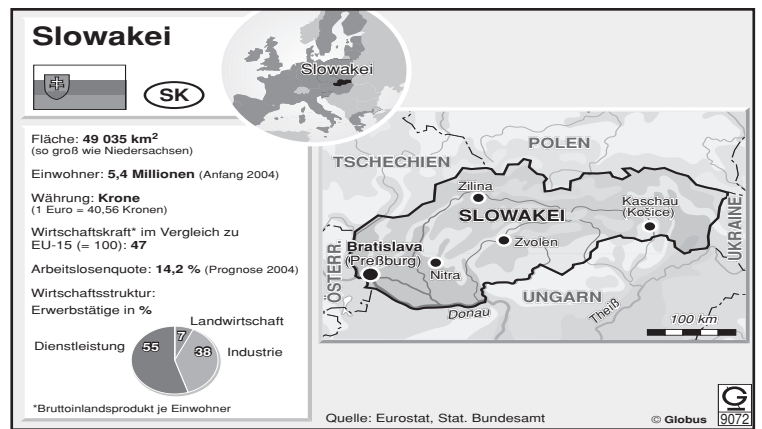 Slowakei
SK
Slowakei
Fläche: 49 035 km²
(so groß wie Niedersachsen)
Einwohner: 5,4 Millionen (Anfang 2004)
Währung: Krone
(1 Euro = 40,56 Kronen)
Wirtschaftskraft* im Vergleich zu
EU-15 (= 100): 47
Arbeitslosenquote: 14,2 % (Prognose 2004)
Wirtschaftsstruktur:
Erwerbstätige in %
Landwirtschaft
7
Dienstleistung 55
38 Industrie
*Bruttoinlandsprodukt je Einwohner
POLEN
TSCHECHIEN
Zilina
Kaschau
(Košice)
SLOWAKEI
UKRAINE
Zvolen
Bratislava
(Preßburg)
Nitra
ÖSTERR.
UNGARN
Donau
Theiß
100 km
Quelle: Eurostat, Stat. Bundesamt
© Globus
G
9072